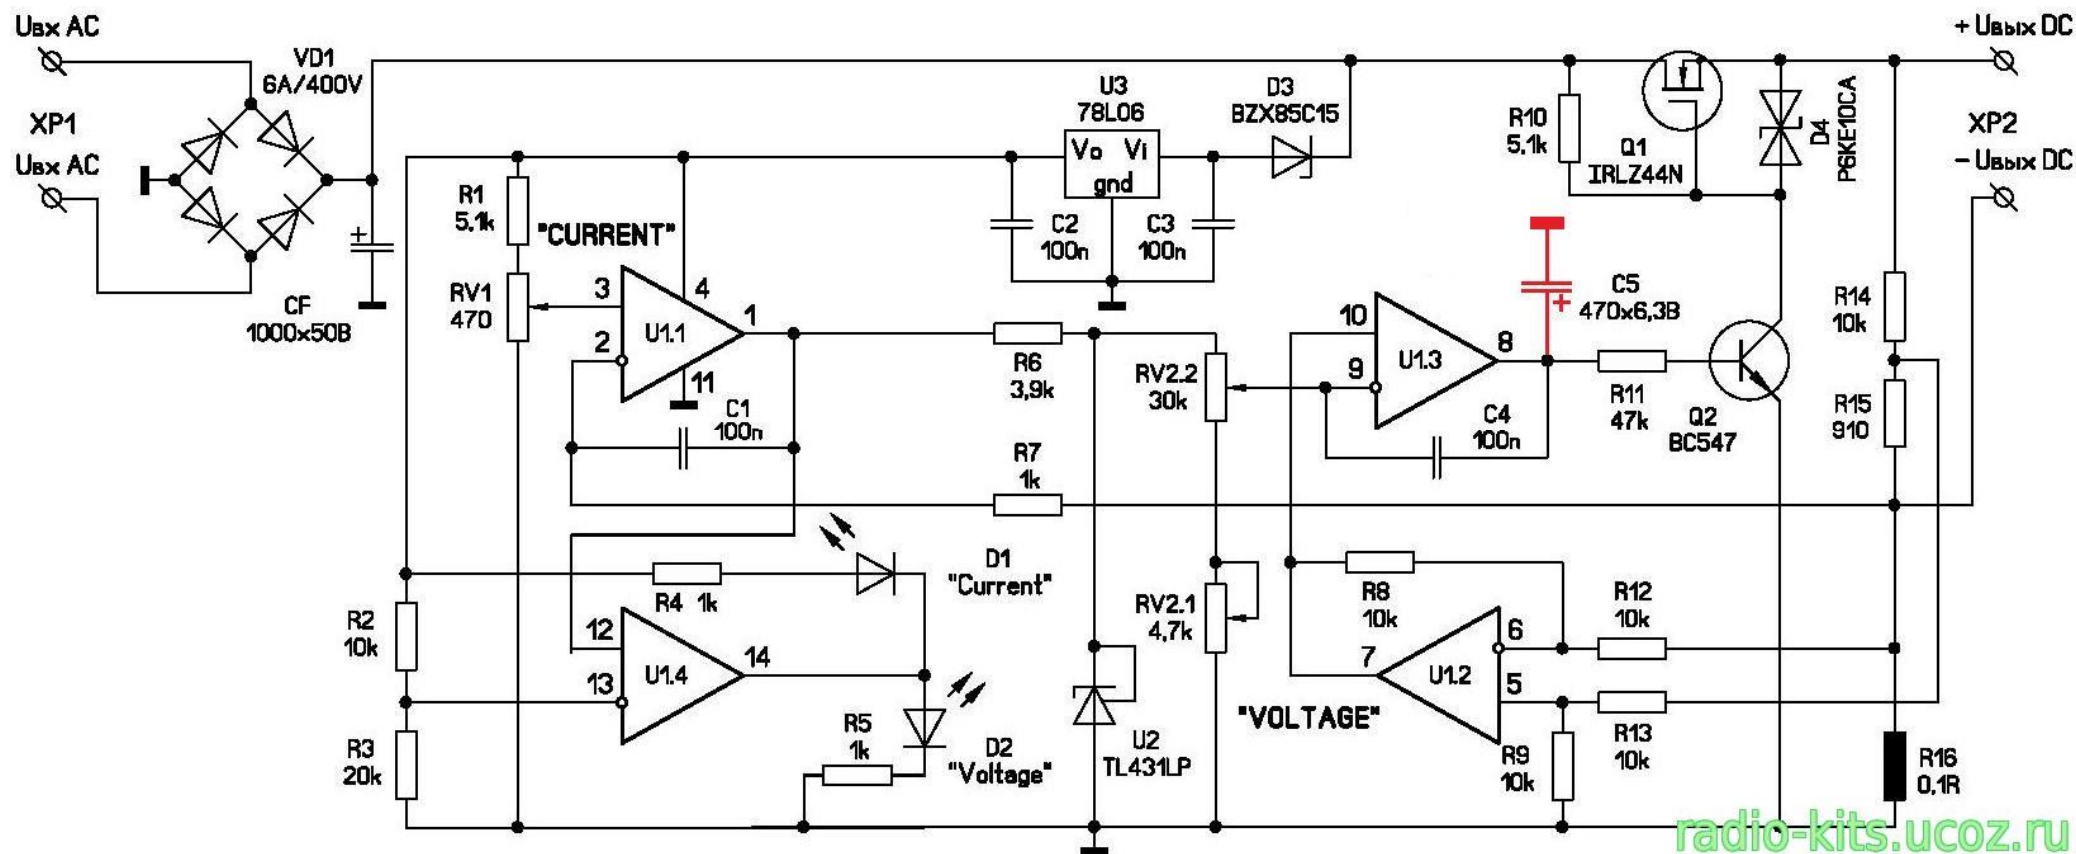 Uвх AC
XP1
Uвх AC
VD1
6A/400V
CF
1000x50B
+
R1
5,1k
"CURRENT"
RV1
470
3
2
4
1
11
U1.1
C1
100n
U3
78L06
Vo Vi
gnd
D3
BZX85C15
C2
100n
C3
100n
R10
5,1k
Q1
IRLZ44N
D4
P6KE10CA
+ Uвых DC
XP2
- Uвых DC
R6
3,9k
RV2.2
30k
10
9
8
U1.3
+
C5
470x6,3B
C4
100n
R11
47k
Q2
BC547
R14
10k
R15
910
R7
1k
D1
"Current"
R4 1k
R2
10k
R3
20k
12
13
14
U1.4
R5
1k
D2
"Voltage"
U2
TL431LP
RV2.1
4,7k
"VOLTAGE"
R8
10k
7
6
5
U1.2
R12
10k
R13
10k
R9
10k
R16
0,1R
radio-kits.ucoz.ru